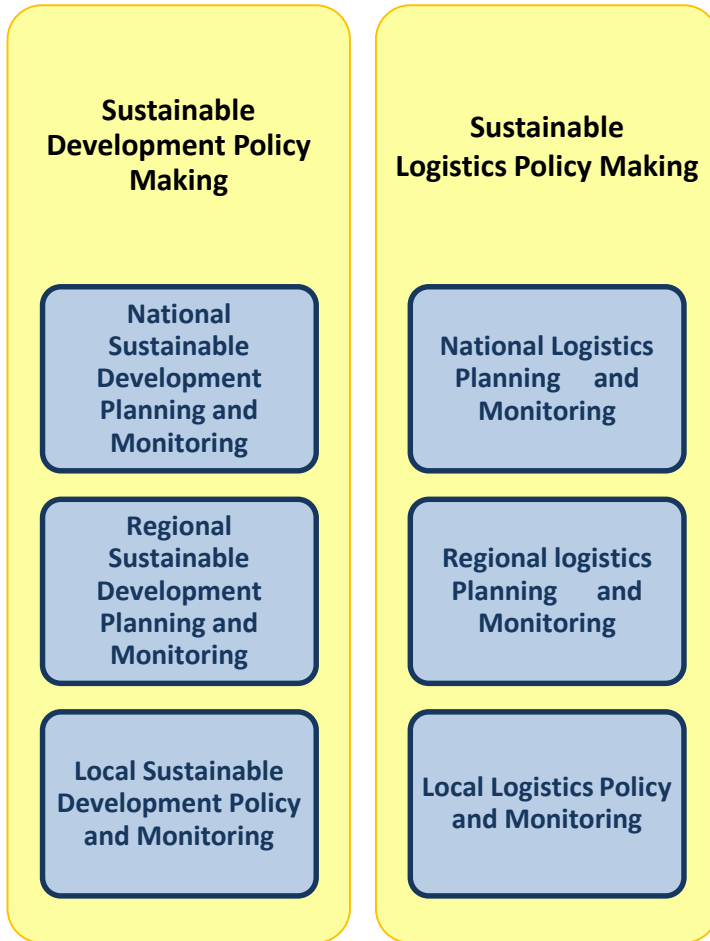 Sustainable
Development Policy
Making
National
Sustainable
Development
Planning and
Monitoring
Regional
Sustainable
Development
Planning and
Monitoring
Local Sustainable
Development Policy
and Monitoring
Sustainable
Logistics Policy Making
National Logistics
Planning and
Monitoring
Regional logistics
Planning and
Monitoring
Local Logistics Policy
and Monitoring